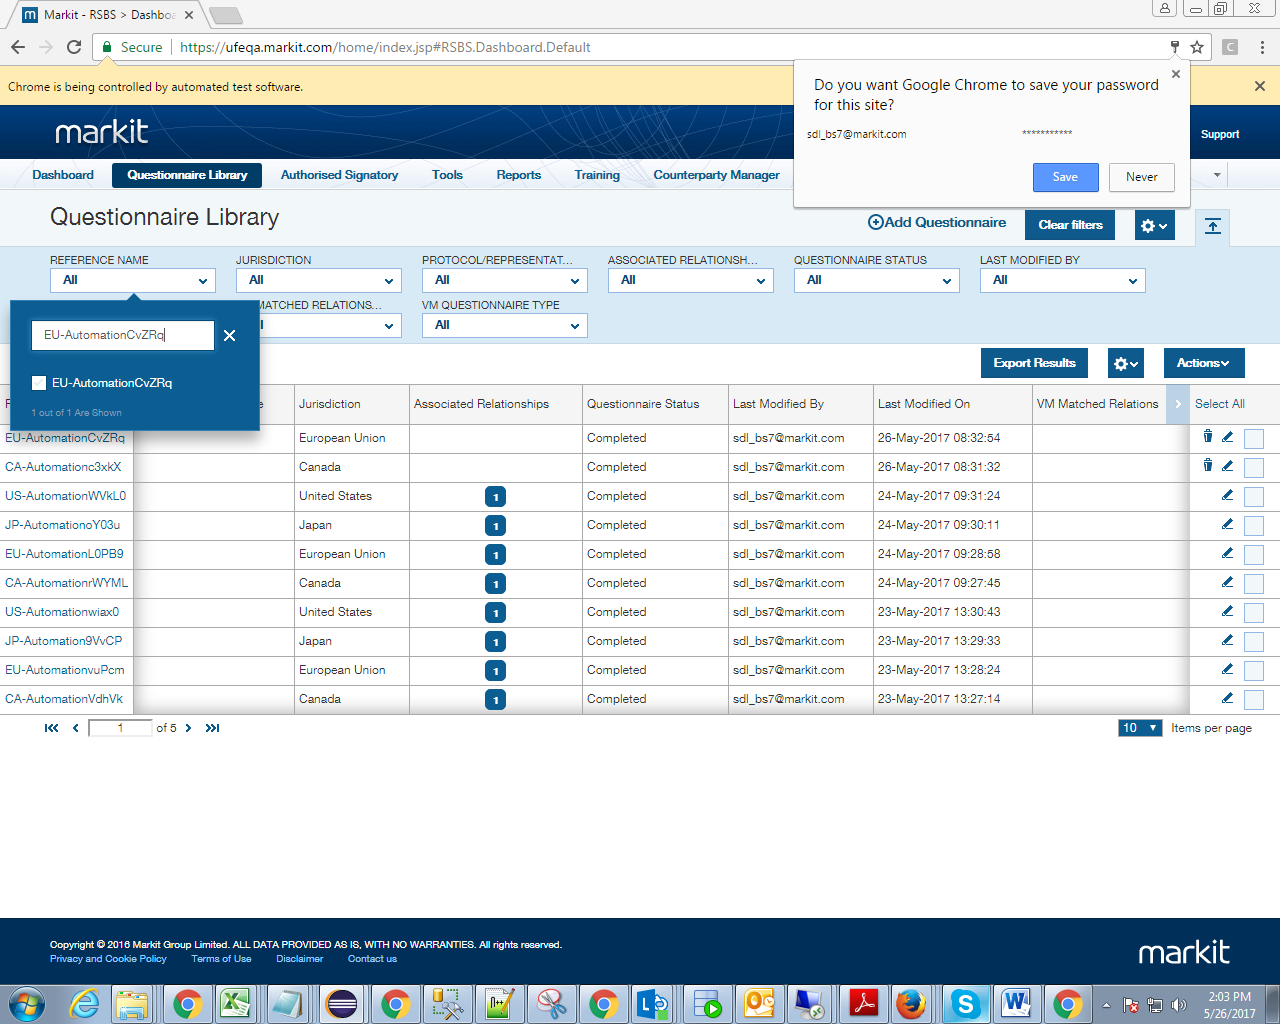 Markit - RSBS > Dashboa
Secure https://ufeqa.markit.com/home/index.jsp#RSBS.Dashboard.Default
Chrome is being controlled by automated test software.
Do you want Google Chrome to save your password
for this site?
sdl_bs7@markit.com ***********
Save Never
markit
Support
Dashboard Questionnaire Library Authorised Signatory Tools Reports Training Counterparty Manager
Questionnaire Library
Add Questionnaire Clear filters
REFERENCE NAME JURISDICTION PROTOCOL/REPRESENTAT... ASSOCIATED RELATIONSH... QUESTIONNAIRE STATUS LAST MODIFIED BY
All All All All All All
MATCHED RELATIONS... VM QUESTIONNAIRE TYPE
All
EU-AutomationCvZRq
EU-AutomationCvZRq
1 out of 1 Are Shown
Export Results Actions
Jurisdiction Associated Relationships Questionnaire Status Last Modified By Last Modified On VM Matched Relations Select All
EU-AutomationCvZRq European Union Completed sdl_bs7@markit.com 26-May-2017 08:32:54
CA-Automationc3xkX Canada Completed sdl_bs7@markit.com 26-May-2017 08:31:32
US-AutomationWVkL0 United States 1 Completed sdl_bs7@markit.com 24-May-2017 09:31:24
JP-AutomationoY03u Japan 1 Completed sdl_bs7@markit.com 24-May-2017 09:30:11
EU-AutomationL0PB9 European Union 1 Completed sdl_bs7@markit.com 24-May-2017 09:28:58
CA-AutomationrWYML Canada 1 Completed sdl_bs7@markit.com 24-May-2017 09:27:45
US-Automationwiax0 United States 1 Completed sdl_bs7@markit.com 23-May-2017 13:30:43
JP-Automation9VvCP Japan 1 Completed sdl_bs7@markit.com 23-May-2017 13:29:33
EU-AutomationvuPcm European Union 1 Completed sdl_bs7@markit.com 23-May-2017 13:28:24
CA-AutomationVdhVk Canada 1 Completed sdl_bs7@markit.com 23-May-2017 13:27:14
1 of 5 10 Items per page
Copyright © 2016 Markit Group Limited. ALL DATA PROVIDED AS IS, WITH NO WARRANTIES. All rights reserved.
Privacy and Cookie Policy Terms of Use Disclaimer Contact us
markit
2:03 PM
5/26/2017